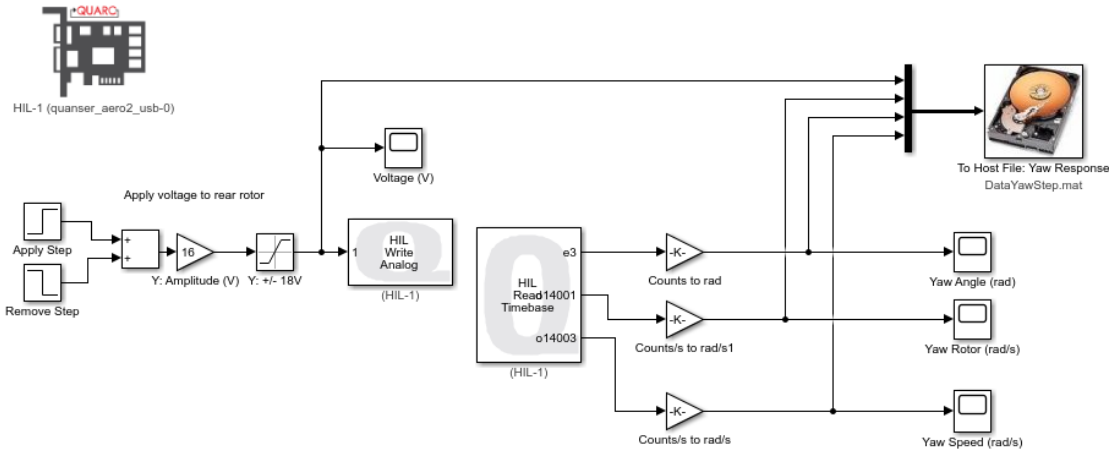 QUARC
HIL-1 (quanser_aero2_usb-0)
Voltage (V)
To Host File: Yaw Response
DataYawStep.mat
Apply voltage to rear rotor
Apply Step
+
+
16
Y: Amplitude (V)
Y: +/- 18V
Remove Step
1
HIL
Write
Analog
(HIL-1)
HIL
Read
Timebase
e3
o14001
o14003
(HIL-1)
-K-
Counts to rad
-K-
Counts/s to rad/s1
-K-
Counts/s to rad/s
Yaw Angle (rad)
Yaw Rotor (rad/s)
Yaw Speed (rad/s)